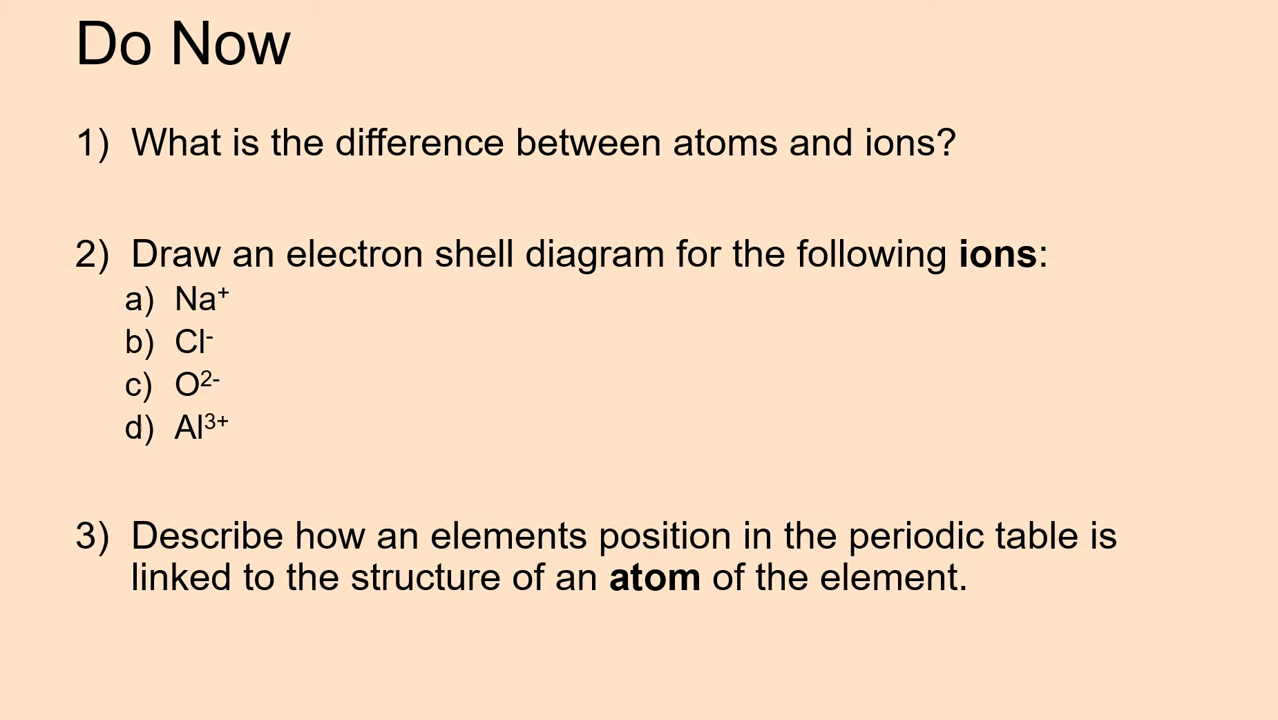 Do Now
1) What is the difference between atoms and ions?
2) Draw an electron shell diagram for the following ions:
a) Na⁺
b) Cl⁻
c) O²⁻
d) Al³⁺
3) Describe how an elements position in the periodic table is
linked to the structure of an atom of the element.